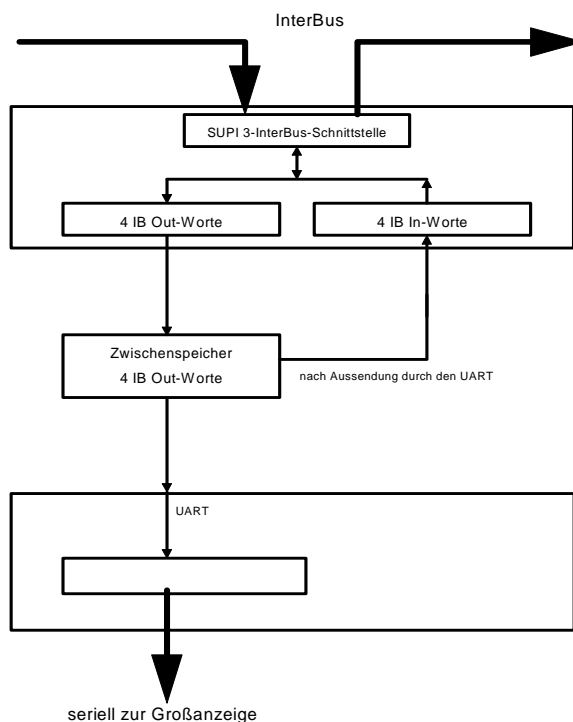 InterBus
SUPI 3-InterBus-Schnittstelle
4 IB Out-Worte
4 IB In-Worte
Zwischenspeicher
4 IB Out-Worte
nach Aussendung durch den UART
UART
seriell zur Großanzeige